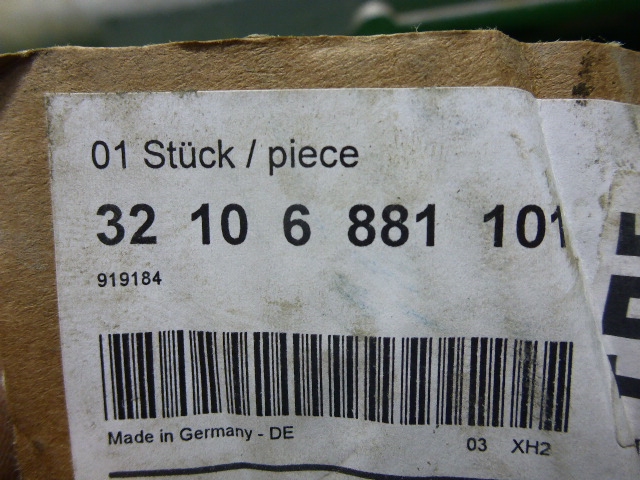 01 Stück / piece
32 10 6 881 101
919184
Made in Germany - DE
03 XH2